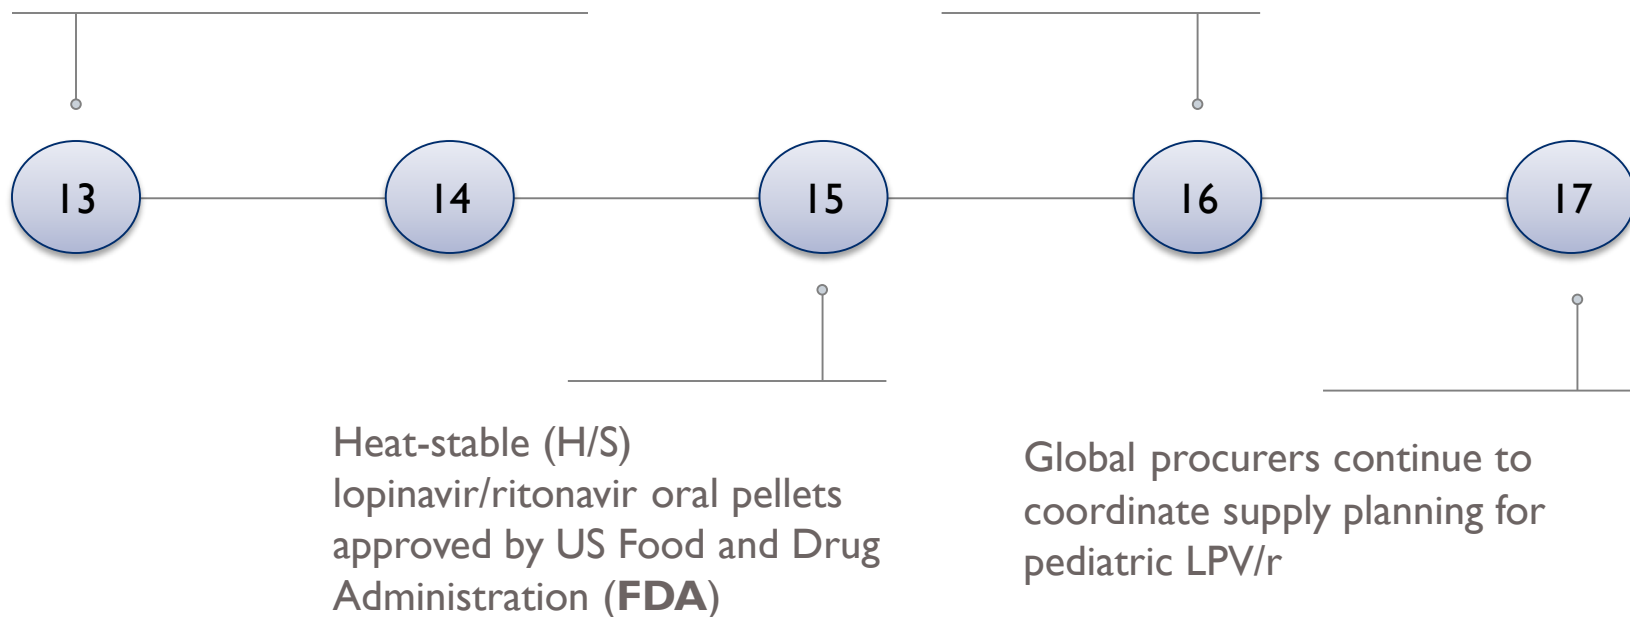 13
14
15
16
17
Heat-stable (H/S)
lopinavir/ritonavir oral pellets
approved by US Food and Drug
Administration (FDA)
Global procurers continue to
coordinate supply planning for
pediatric LPV/r